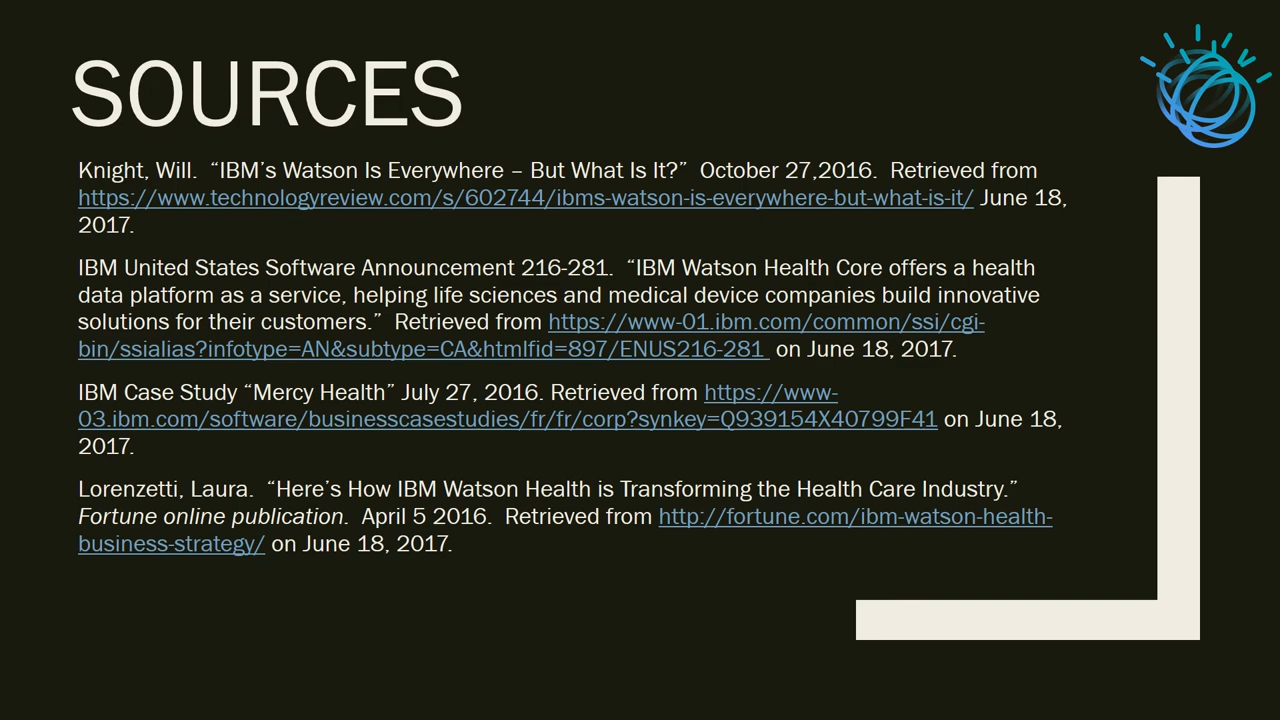 SOURCES
Knight, Will.  “IBM’s Watson Is Everywhere – But What Is It?”  October 27,2016.  Retrieved from
https://www.technologyreview.com/s/602744/ibms-watson-is-everywhere-but-what-is-it/ June 18,
2017.
IBM United States Software Announcement 216-281.  “IBM Watson Health Core offers a health
data platform as a service, helping life sciences and medical device companies build innovative
solutions for their customers.”  Retrieved from https://www-01.ibm.com/common/ssi/cgi-
bin/ssialias?infotype=AN&subtype=CA&htmlfid=897/ENUS216-281  on June 18, 2017.
IBM Case Study “Mercy Health” July 27, 2016. Retrieved from https://www-
03.ibm.com/software/businesscasestudies/fr/fr/corp?synkey=Q939154X40799F41 on June 18,
2017.
Lorenzetti, Laura.  “Here’s How IBM Watson Health is Transforming the Health Care Industry.”
Fortune online publication.  April 5 2016.  Retrieved from http://fortune.com/ibm-watson-health-
business-strategy/ on June 18, 2017.